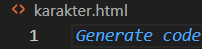 <> karakter.html
1 Generate code